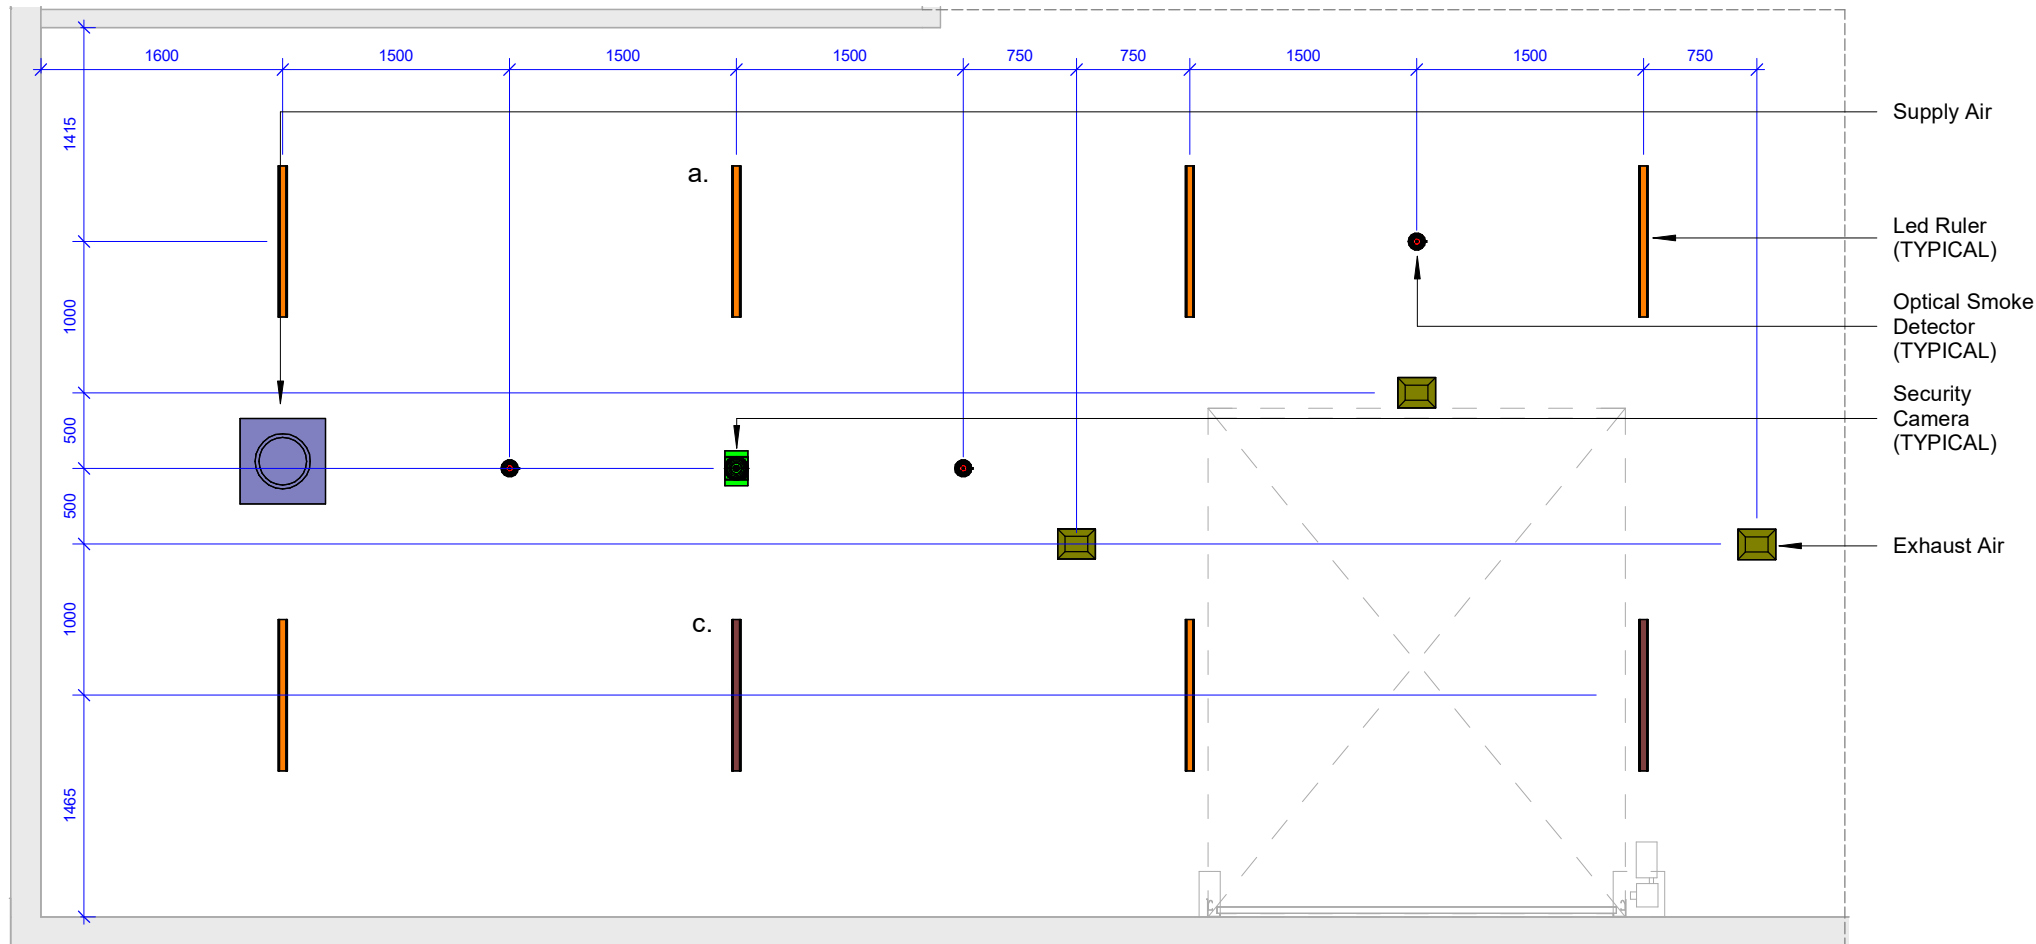 1600
1500
1500
1500
750
750
1500
1500
750
1415
1000
500
500
1000
1465
a.
c.
Supply Air
Led Ruler
(TYPICAL)
Optical Smoke
Detector
(TYPICAL)
Security
Camera
(TYPICAL)
Exhaust Air